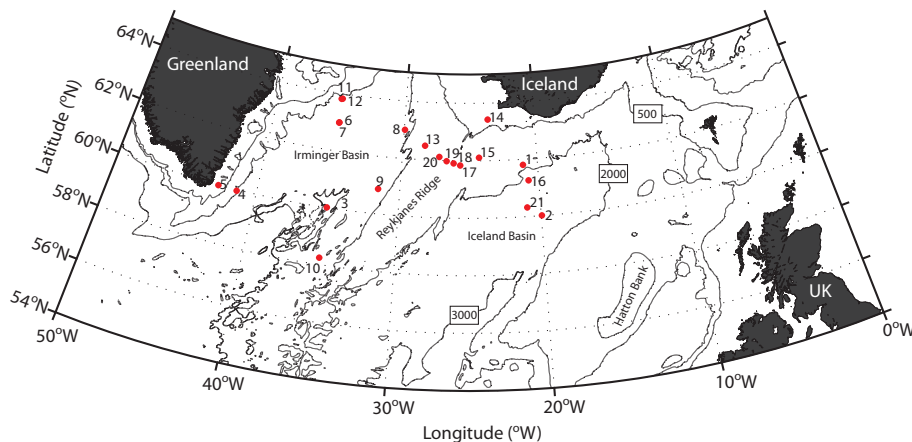 64°N
62°N
60°N
58°N
56°N
54°N
Latitude (°N)
Greenland
Iceland
UK
500
2000
3000
Irminger Basin
Reykjanes Ridge
Iceland Basin
Hatton Bank
11
12
6
7
8
13
14
20
19
18
17
15
1
16
21
2
5
4
3
9
10
50°W
40°W
30°W
20°W
10°W
0°W
Longitude (°W)